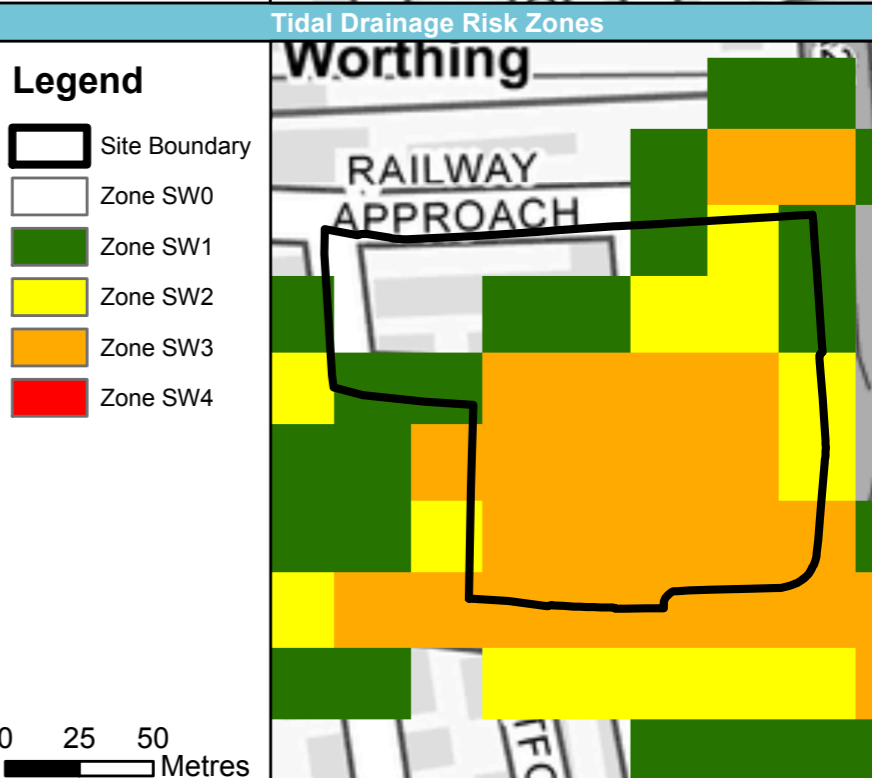 Tidal Drainage Risk Zones
Legend
Site Boundary
Zone SW0
Zone SW1
Zone SW2
Zone SW3
Zone SW4
0 25 50
Metres
Worthing
RAILWAY
APPROACH